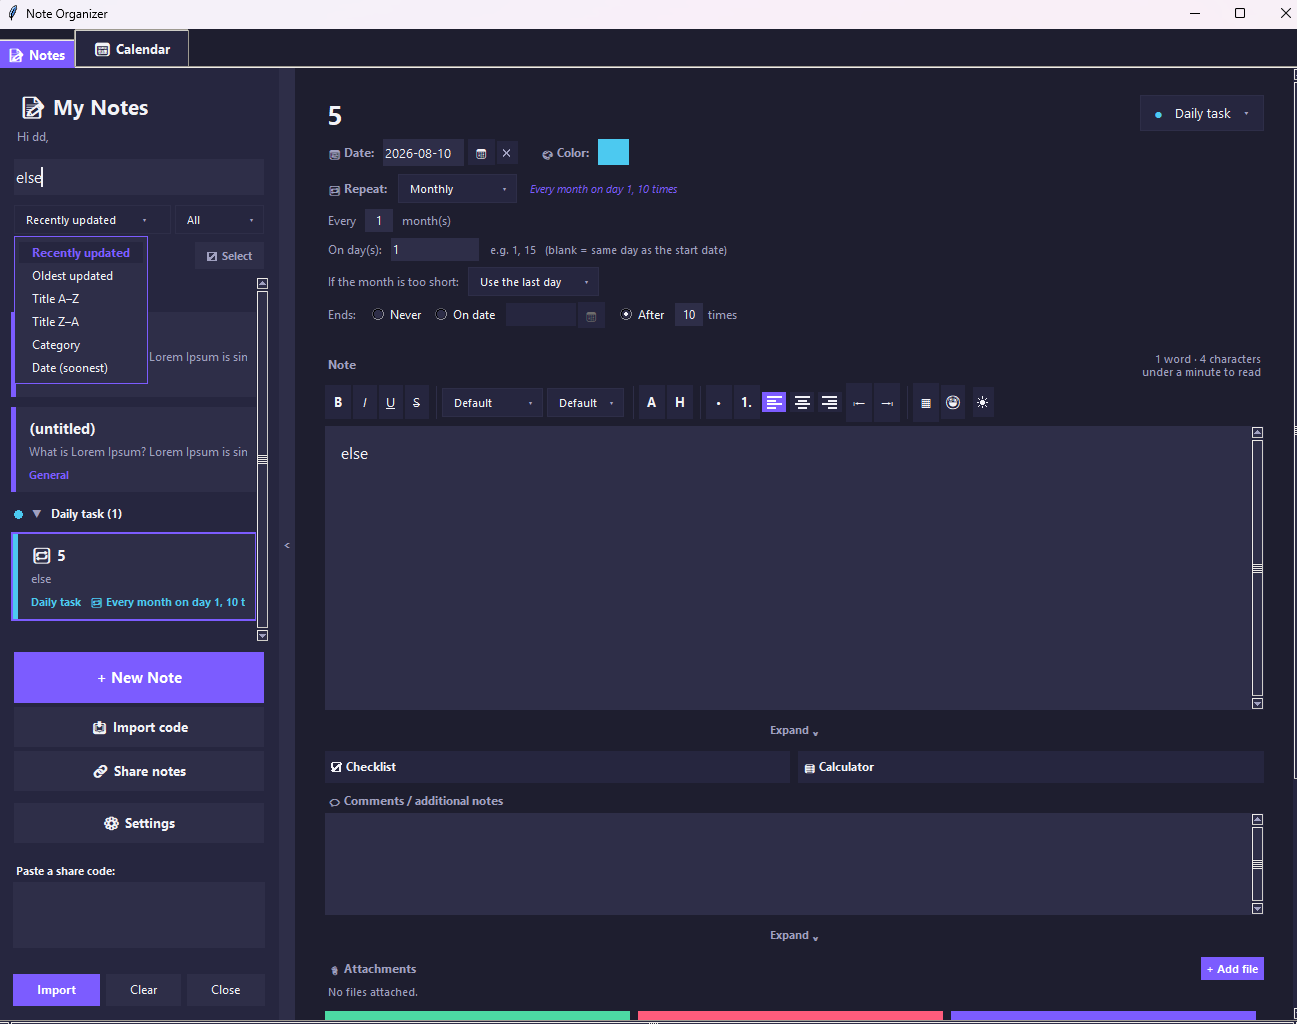 Note Organizer
Notes
Calendar
My Notes
Hi dd,
else
Recently updated
All
Recently updated
Oldest updated
Title A–Z
Title Z–A
Category
Date (soonest)
Select
Lorem Ipsum is sin
(untitled)
What is Lorem Ipsum? Lorem Ipsum is sin
General
Daily task (1)
5
else
Daily task Every month on day 1, 10 t
+ New Note
Import code
Share notes
Settings
Paste a share code:
Import
Clear
Close
<
5
Daily task
Date: 2026-08-10
Color:
Repeat: Monthly
Every month on day 1, 10 times
Every 1 month(s)
On day(s): 1 e.g. 1, 15 (blank = same day as the start date)
If the month is too short: Use the last day
Ends: Never On date After 10 times
Note
1 word · 4 characters
under a minute to read
B I U S Default Default A H • 1.
else
Expand
Checklist
Calculator
Comments / additional notes
Expand
Attachments
+ Add file
No files attached.